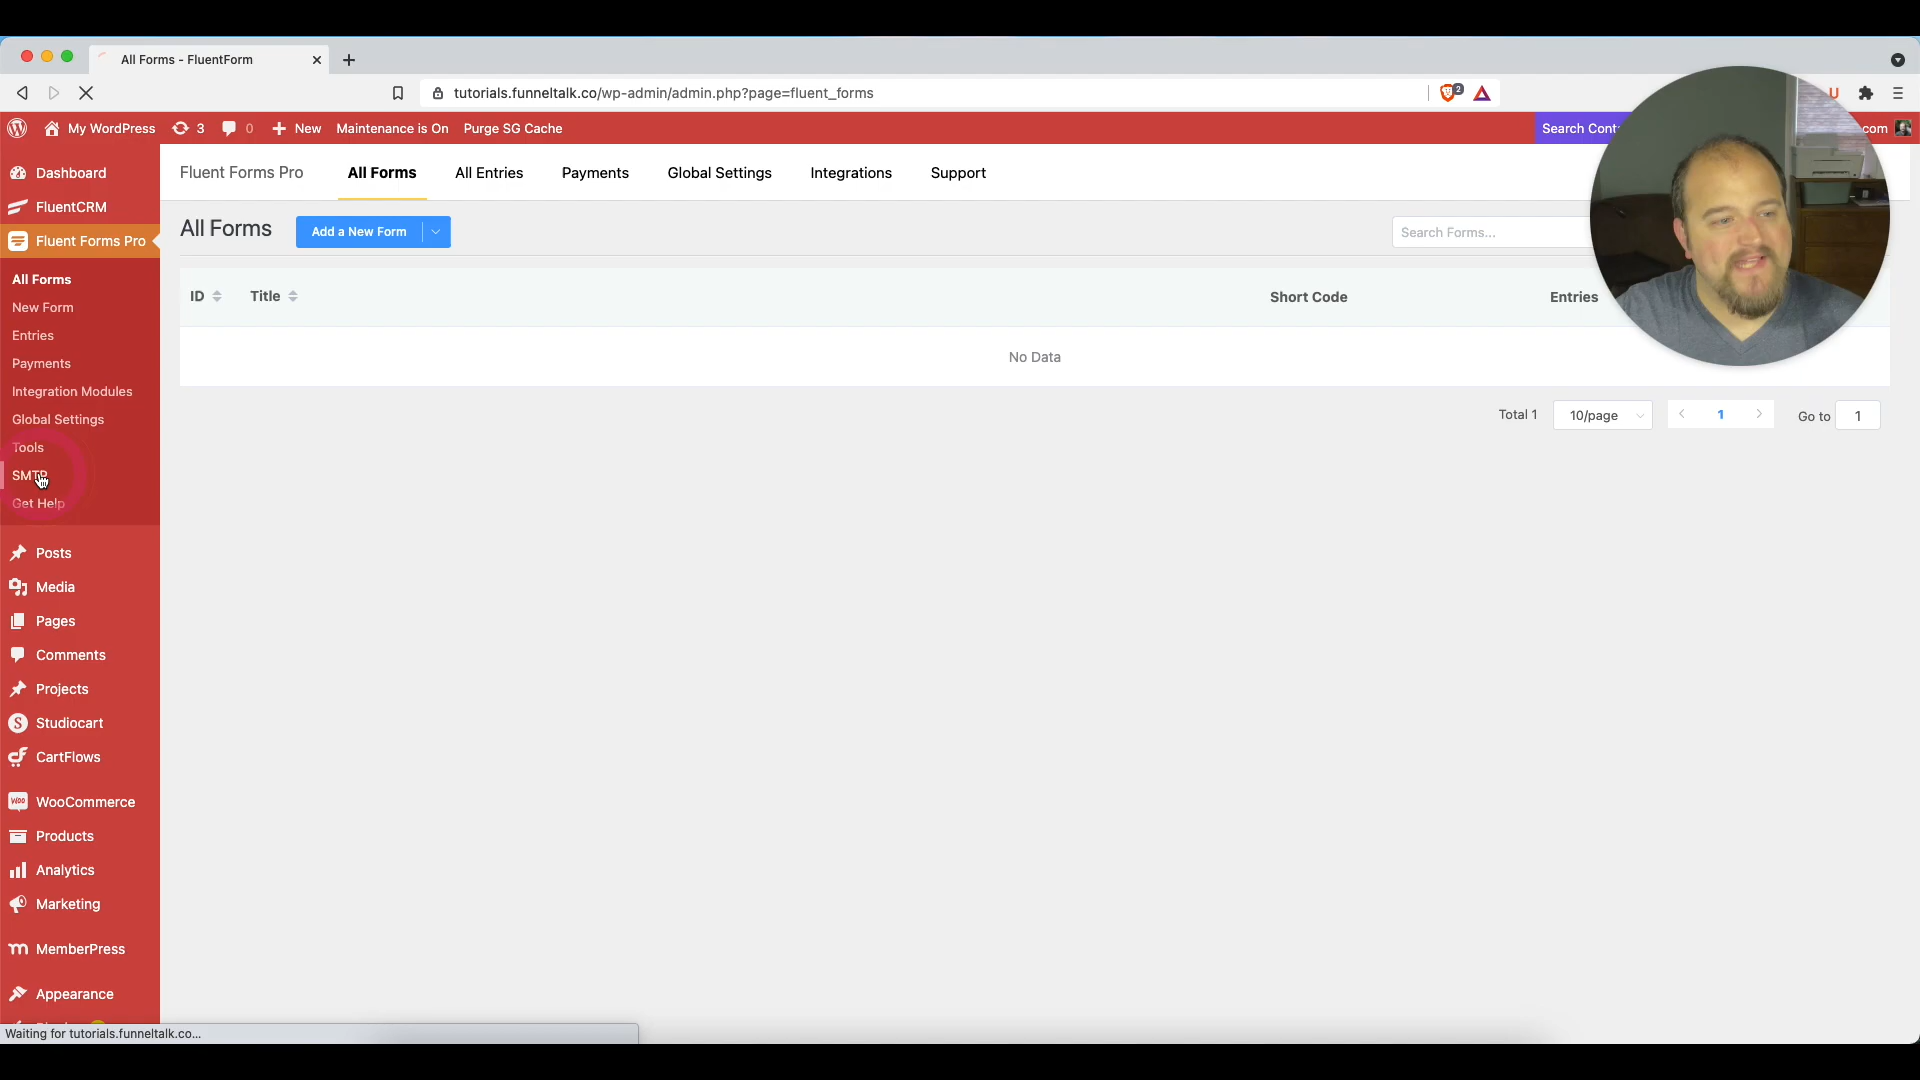 All Forms - FluentForm
tutorials.funneltalk.co/wp-admin/admin.php?page=fluent_forms
2
U
My WordPress
3
0
New
Maintenance is On
Purge SG Cache
Search Cont
com
Dashboard
FluentCRM
Fluent Forms Pro
All Forms
New Form
Entries
Payments
Integration Modules
Global Settings
Tools
SMTP
Get Help
Posts
Media
Pages
Comments
Projects
Studiocart
CartFlows
WooCommerce
Products
Analytics
Marketing
MemberPress
Appearance
Waiting for tutorials.funneltalk.co...
Fluent Forms Pro
All Forms
All Entries
Payments
Global Settings
Integrations
Support
All Forms
Add a New Form
Search Forms...
ID
Title
Short Code
Entries
No Data
Total 1
10/page
1
Go to
1